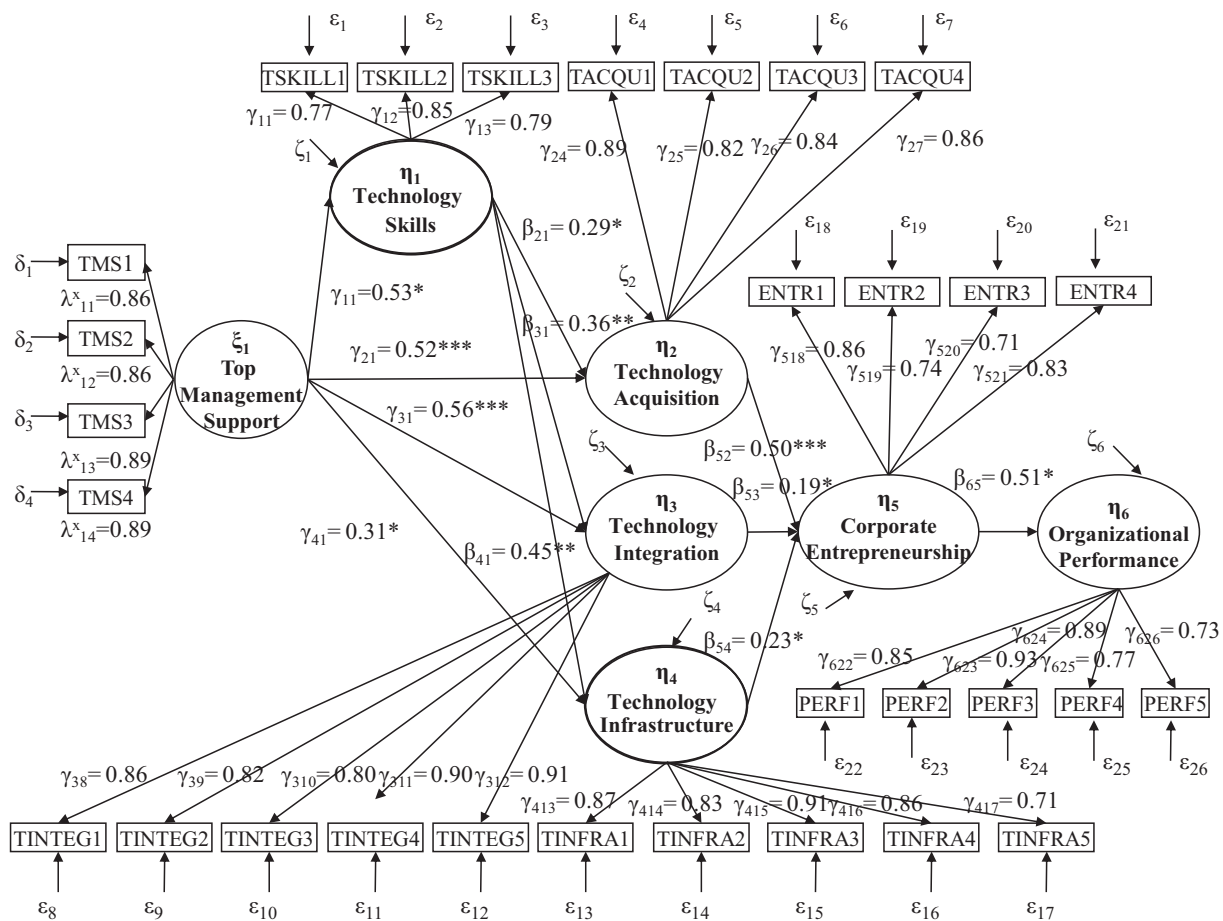 ε1 ε2 ε3 ε4 ε5 ε6 ε7
TSKILL1 TSKILL2 TSKILL3 TACQU1 TACQU2 TACQU3 TACQU4
γ11= 0.77 γ12= 0.85 γ13= 0.79
γ24= 0.89 γ25= 0.82 γ26= 0.84 γ27= 0.86
ζ1
η1
Technology
Skills
β21= 0.29*
ε18 ε19 ε20 ε21
ENTR1 ENTR2 ENTR3 ENTR4
δ1 TMS1
λx11=0.86
δ2 TMS2
λx12=0.86
δ3 TMS3
λx13=0.89
δ4 TMS4
λx14=0.89
ξ1
Top
Management
Support
γ11=0.53*
γ21= 0.52***
γ31= 0.56***
γ41= 0.31*
β31= 0.36**
β41= 0.45**
ζ2
η2
Technology
Acquisition
γ518= 0.86 γ519= 0.74 γ520= 0.71 γ521= 0.83
β52= 0.50***
β53= 0.19*
β54= 0.23*
ζ3
η3
Technology
Integration
η5
Corporate
Entrepreneurship
ζ5
β65= 0.51*
ζ6
η6
Organizational
Performance
ζ4
η4
Technology
Infrastructure
γ622= 0.85 γ623= 0.93 γ624= 0.89 γ625= 0.77 γ626= 0.73
PERF1 PERF2 PERF3 PERF4 PERF5
ε22 ε23 ε24 ε25 ε26
γ38= 0.86 γ39= 0.82 γ310= 0.80 γ311= 0.90 γ312= 0.91
γ413= 0.87 γ414= 0.83 γ415= 0.91 γ416= 0.86 γ417= 0.71
TINTEG1 TINTEG2 TINTEG3 TINTEG4 TINTEG5 TINFRA1 TINFRA2 TINFRA3 TINFRA4 TINFRA5
ε8 ε9 ε10 ε11 ε12 ε13 ε14 ε15 ε16 ε17